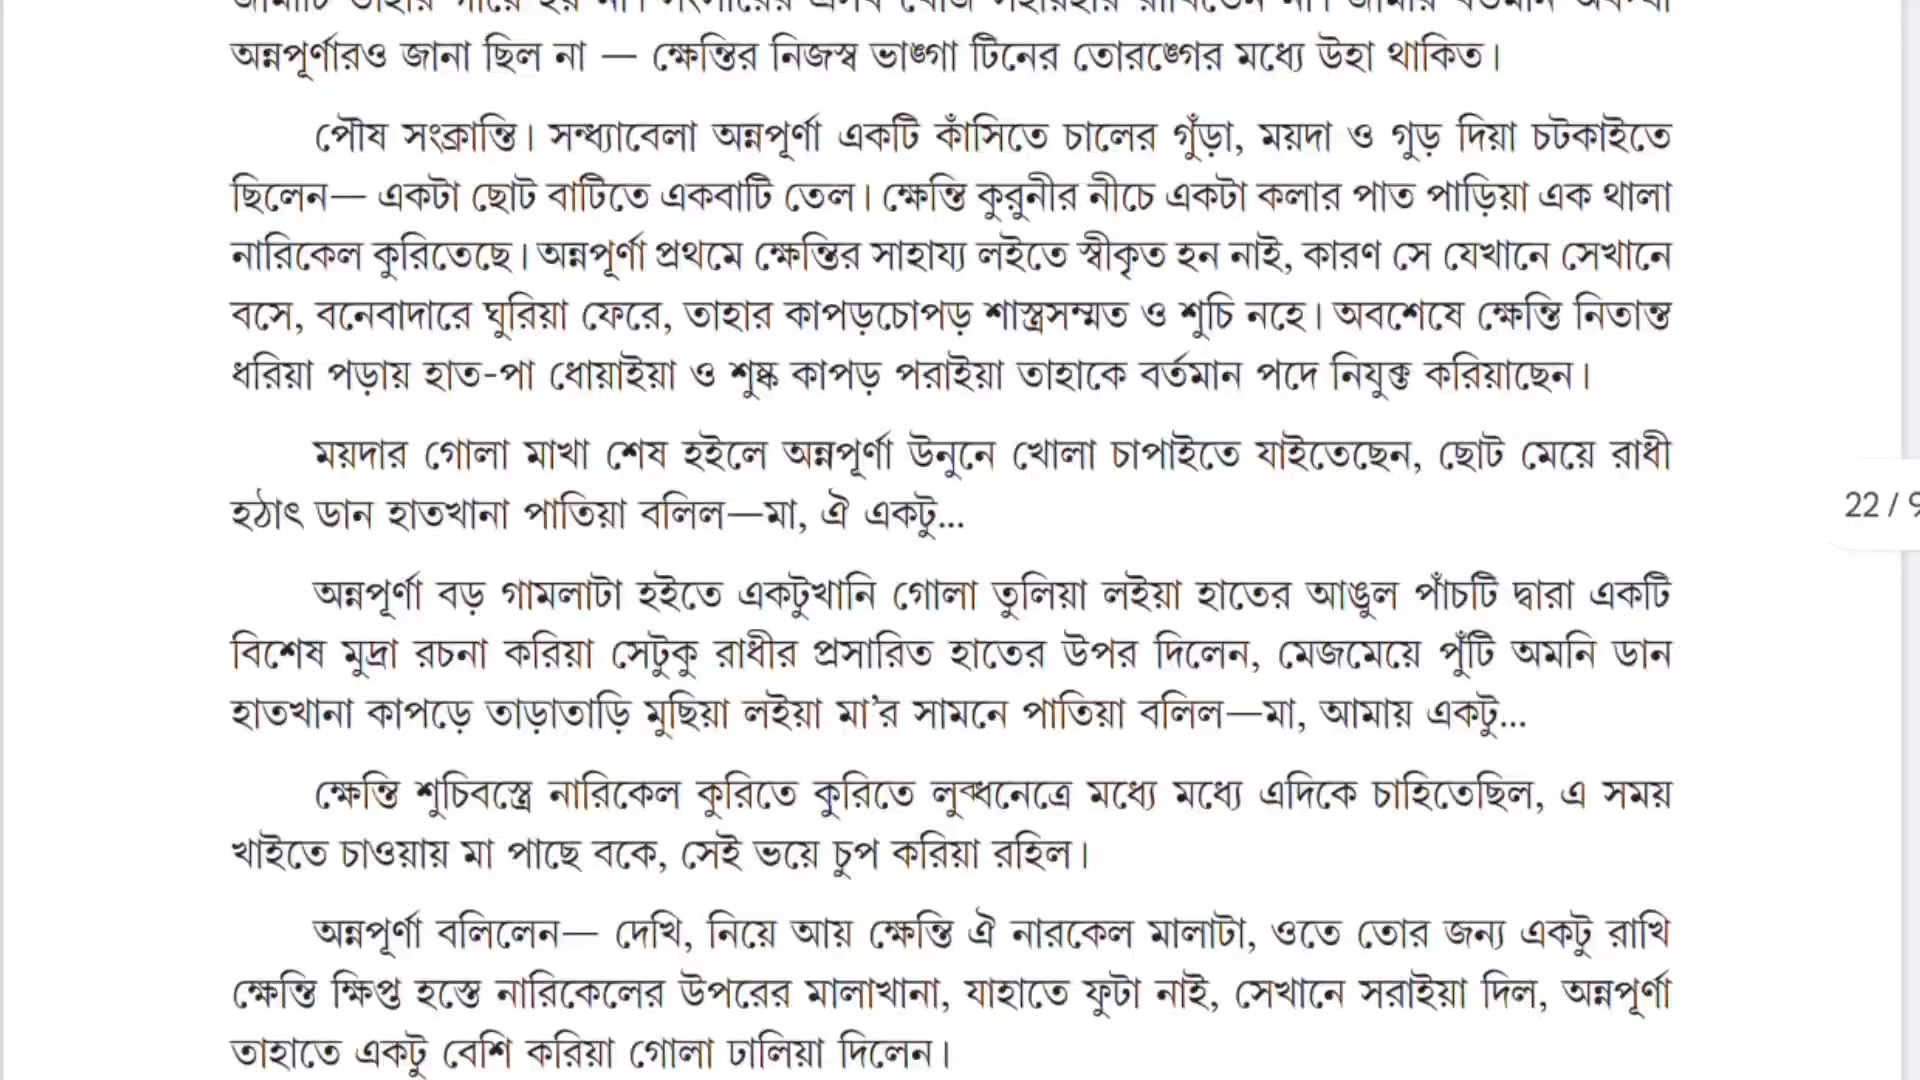 অন্নপূর্ণারও জানা ছিল না — ক্ষেন্তির নিজস্ব ভাঙ্গা টিনের তোরঙ্গের মধ্যে উহা থাকিত।
পৌষ সংক্রান্তি। সন্ধ্যাবেলা অন্নপূর্ণা একটি কাঁসিতে চালের গুঁড়া, ময়দা ও গুড় দিয়া চটকাইতে
ছিলেন— একটা ছোট বাটিতে একবাটি তেল। ক্ষেন্তি কুরুনীর নীচে একটা কলার পাত পাড়িয়া এক থালা
নারিকেল কুরিতেছে। অন্নপূর্ণা প্রথমে ক্ষেন্তির সাহায্য লইতে স্বীকৃত হন নাই, কারণ সে যেখানে সেখানে
বসে, বনেবাদারে ঘুরিয়া ফেরে, তাহার কাপড়চোপড় শাস্ত্রসম্মত ও শুচি নহে। অবশেষে ক্ষেন্তি নিতান্ত
ধরিয়া পড়ায় হাত-পা ধোয়াইয়া ও শুষ্ক কাপড় পরাইয়া তাহাকে বর্তমান পদে নিযুক্ত করিয়াছেন।
ময়দার গোলা মাখা শেষ হইলে অন্নপূর্ণা উনুনে খোলা চাপাইতে যাইতেছেন, ছোট মেয়ে রাধী
হঠাৎ ডান হাতখানা পাতিয়া বলিল—মা, ঐ একটু...
22 / 9
অন্নপূর্ণা বড় গামলাটা হইতে একটুখানি গোলা তুলিয়া লইয়া হাতের আঙুল পাঁচটি দ্বারা একটি
বিশেষ মুদ্রা রচনা করিয়া সেটুকু রাধীর প্রসারিত হাতের উপর দিলেন, মেজমেয়ে পুঁটি অমনি ডান
হাতখানা কাপড়ে তাড়াতাড়ি মুছিয়া লইয়া মা’র সামনে পাতিয়া বলিল—মা, আমায় একটু...
ক্ষেন্তি শুচিবস্ত্রে নারিকেল কুরিতে কুরিতে লুব্ধনেত্রে মধ্যে মধ্যে এদিকে চাহিতেছিল, এ সময়
খাইতে চাওয়ায় মা পাছে বকে, সেই ভয়ে চুপ করিয়া রহিল।
অন্নপূর্ণা বলিলেন— দেখি, নিয়ে আয় ক্ষেন্তি ঐ নারকেল মালাটা, ওতে তোর জন্য একটু রাখি
ক্ষেন্তি ক্ষিপ্ত হস্তে নারিকেলের উপরের মালাখানা, যাহাতে ফুটা নাই, সেখানে সরাইয়া দিল, অন্নপূর্ণা
তাহাতে একটু বেশি করিয়া গোলা ঢালিয়া দিলেন।